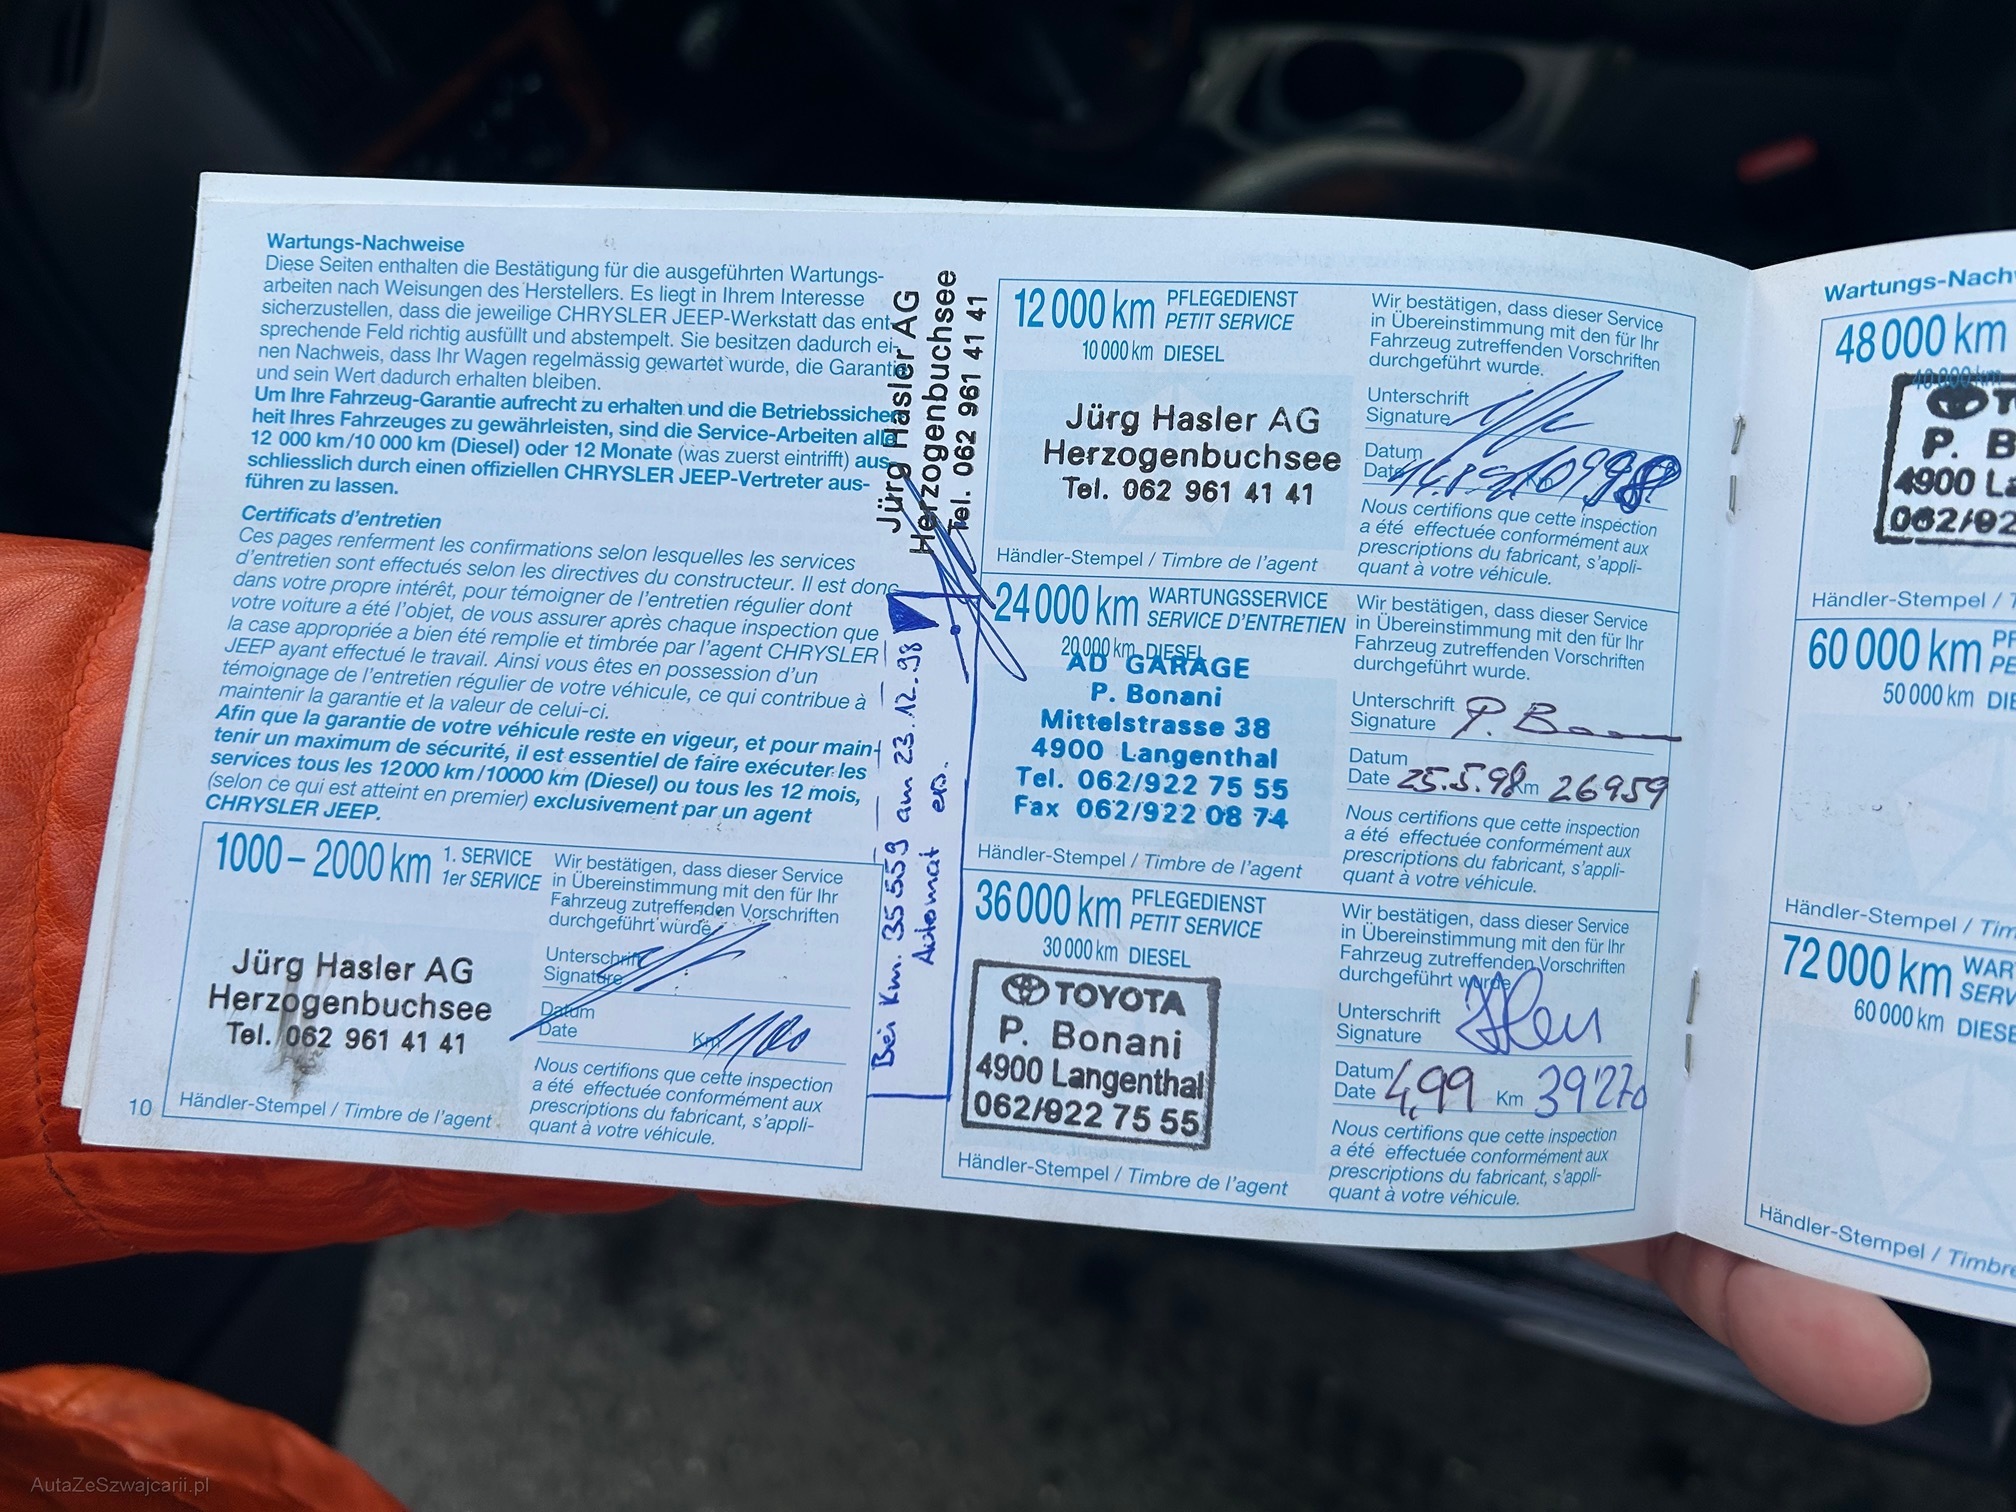 Wartungs-Nachweise
Diese Seiten enthalten die Bestätigung für die ausgeführten Wartungs-
arbeiten nach Weisungen des Herstellers. Es liegt in Ihrem Interesse
sicherzustellen, dass die jeweilige CHRYSLER JEEP-Werkstatt das ent-
sprechende Feld richtig ausfüllt und abstempelt. Sie besitzen dadurch ei-
nen Nachweis, dass Ihr Wagen regelmässig gewartet wurde, die Garantie
und sein Wert dadurch erhalten bleiben.
Um Ihre Fahrzeug-Garantie aufrecht zu erhalten und die Betriebssicher-
heit Ihres Fahrzeuges zu gewährleisten, sind die Service-Arbeiten alle
12 000 km/10 000 km (Diesel) oder 12 Monate (was zuerst eintrifft) aus-
schliesslich durch einen offiziellen CHRYSLER JEEP-Vertreter aus-
führen zu lassen.
Certificats d'entretien
Ces pages renferment les confirmations selon lesquelles les services
d'entretien sont effectués selon les directives du constructeur. Il est donc
dans votre propre intérêt, pour témoigner de l'entretien régulier dont
votre voiture a été l'objet, de vous assurer après chaque inspection que
la case appropriée a bien été remplie et timbrée par l'agent CHRYSLER
JEEP ayant effectué le travail. Ainsi vous êtes en possession d'un
témoignage de l'entretien régulier de votre véhicule, ce qui contribue à
maintenir la garantie et la valeur de celui-ci.
Afin que la garantie de votre véhicule reste en vigeur, et pour main-
tenir un maximum de sécurité, il est essentiel de faire exécuter les
services tous les 12 000 km/10000 km (Diesel) ou tous les 12 mois,
(selon ce qui est atteint en premier) exclusivement par un agent
CHRYSLER JEEP.
1000 – 2000 km
1. SERVICE
1er SERVICE
Jürg Hasler AG
Herzogenbuchsee
Tel. 062 961 41 41
Händler-Stempel / Timbre de l'agent
Wir bestätigen, dass dieser Service
in Übereinstimmung mit den für Ihr
Fahrzeug zutreffenden Vorschriften
durchgeführt wurde.
Unterschrift
Signature
Datum
Date
Km
Nous certifions que cette inspection
a été effectuée conformément aux
prescriptions du fabricant, s'appli-
quant à votre véhicule.
10
Jürg Hasler AG
Herzogenbuchsee
Tel. 062 961 41 41
Bei Km. 35 559 am 23.12.98
Automat ers.
12 000 km
PFLEGEDIENST
PETIT SERVICE
10 000 km DIESEL
Jürg Hasler AG
Herzogenbuchsee
Tel. 062 961 41 41
Händler-Stempel / Timbre de l'agent
Wir bestätigen, dass dieser Service
in Übereinstimmung mit den für Ihr
Fahrzeug zutreffenden Vorschriften
durchgeführt wurde.
Unterschrift
Signature
Datum
Date
Km
Nous certifions que cette inspection
a été effectuée conformément aux
prescriptions du fabricant, s'appli-
quant à votre véhicule.
24 000 km
WARTUNGSSERVICE
SERVICE D'ENTRETIEN
20 000 km DIESEL
AD GARAGE
P. Bonani
Mittelstrasse 38
4900 Langenthal
Tel. 062/922 75 55
Fax 062/922 08 74
Händler-Stempel / Timbre de l'agent
Wir bestätigen, dass dieser Service
in Übereinstimmung mit den für Ihr
Fahrzeug zutreffenden Vorschriften
durchgeführt wurde.
Unterschrift
Signature
Datum
Date 25.5.98 Km 26959
Nous certifions que cette inspection
a été effectuée conformément aux
prescriptions du fabricant, s'appli-
quant à votre véhicule.
36 000 km
PFLEGEDIENST
PETIT SERVICE
30 000 km DIESEL
TOYOTA
P. Bonani
4900 Langenthal
062/922 75 55
Händler-Stempel / Timbre de l'agent
Wir bestätigen, dass dieser Service
in Übereinstimmung mit den für Ihr
Fahrzeug zutreffenden Vorschriften
durchgeführt wurde.
Unterschrift
Signature
Datum
Date 4.99 Km 39'270
Nous certifions que cette inspection
a été effectuée conformément aux
prescriptions du fabricant, s'appli-
quant à votre véhicule.
Wartungs-Nach
48 000 km
40 000 km
P. B
4900 La
062/92
Händler-Stempel /
60 000 km
50 000 km DIE
Händler-Stempel / Tim
72 000 km
WAR
SERV
60 000 km DIESE
Händler-Stempel / Timbre
AutaZeSzwajcarii.pl